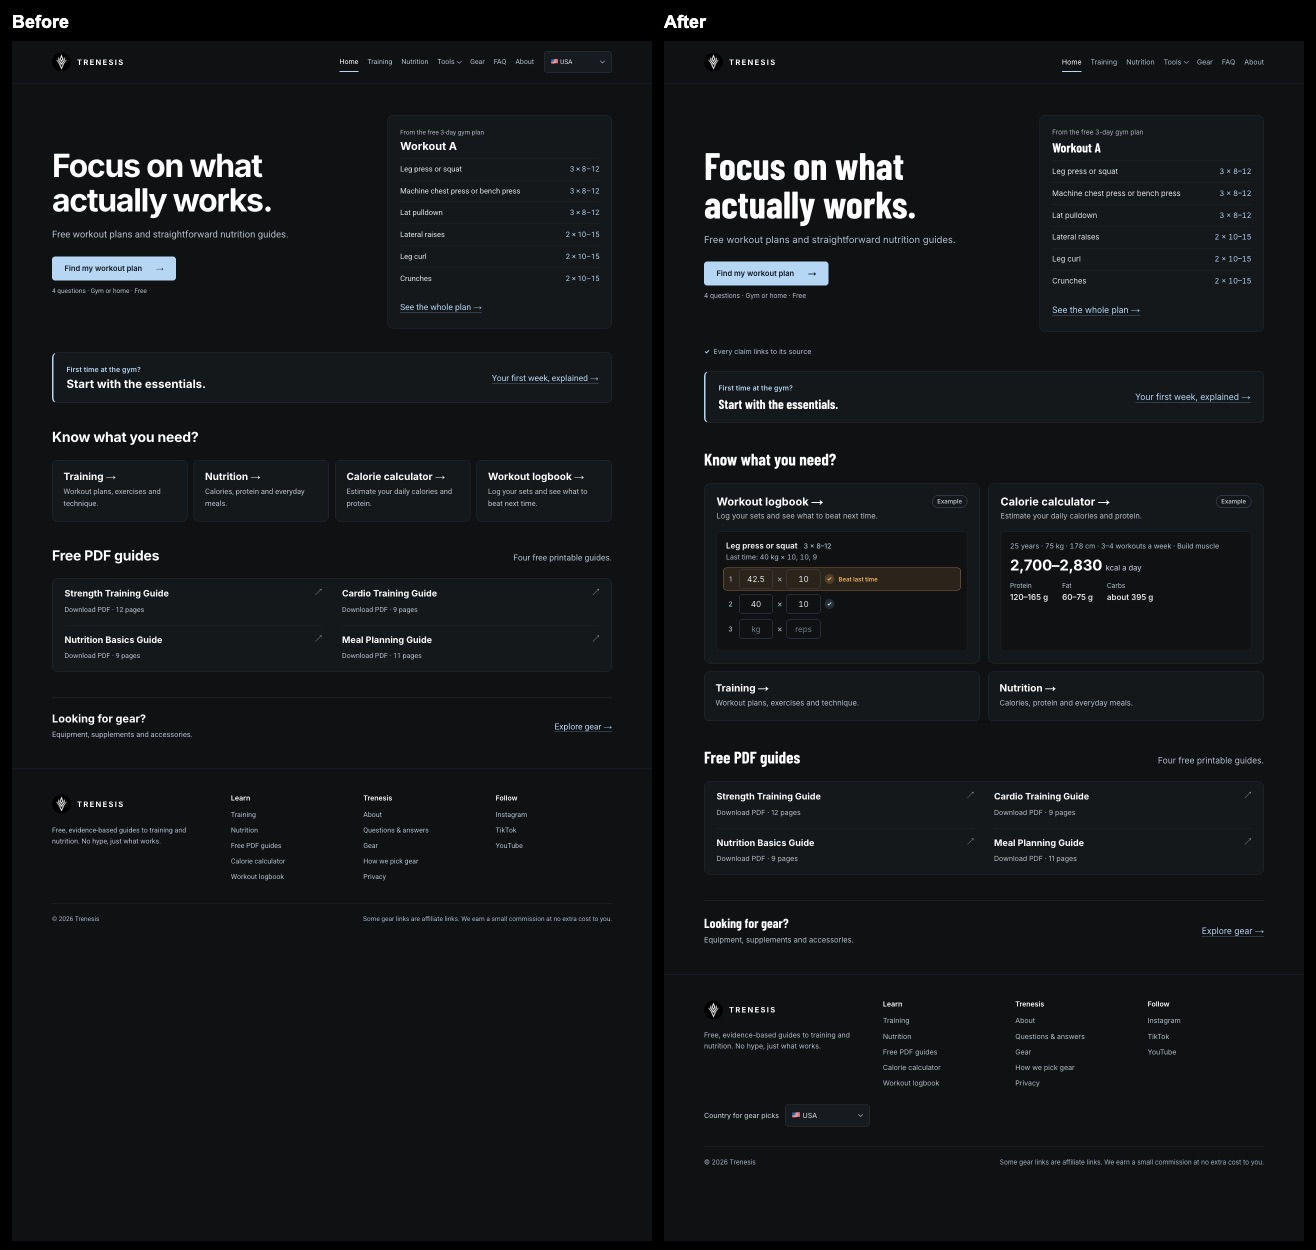 Before
TRENESIS
Home Training Nutrition Tools Gear FAQ About USA
Focus on what
actually works.
Free workout plans and straightforward nutrition guides.
Find my workout plan →
4 questions · Gym or home · Free
From the free 3-day gym plan
Workout A
Leg press or squat 3 × 8–12
Machine chest press or bench press 3 × 8–12
Lat pulldown 3 × 8–12
Lateral raises 2 × 10–15
Leg curl 2 × 10–15
Crunches 2 × 10–15
See the whole plan →
First time at the gym?
Start with the essentials.
Your first week, explained →
Know what you need?
Training →
Workout plans, exercises and
technique.
Nutrition →
Calories, protein and everyday
meals.
Calorie calculator →
Estimate your daily calories and
protein.
Workout logbook →
Log your sets and see what to
beat next time.
Free PDF guides
Four free printable guides.
Strength Training Guide ↗
Download PDF · 12 pages
Cardio Training Guide ↗
Download PDF · 9 pages
Nutrition Basics Guide ↗
Download PDF · 9 pages
Meal Planning Guide ↗
Download PDF · 11 pages
Looking for gear?
Equipment, supplements and accessories.
Explore gear →
TRENESIS
Free, evidence-based guides to training and
nutrition. No hype, just what works.
Learn
Training
Nutrition
Free PDF guides
Calorie calculator
Workout logbook
Trenesis
About
Questions & answers
Gear
How we pick gear
Privacy
Follow
Instagram
TikTok
YouTube
© 2026 Trenesis
Some gear links are affiliate links. We earn a small commission at no extra cost to you.
After
TRENESIS
Home Training Nutrition Tools Gear FAQ About
Focus on what
actually works.
Free workout plans and straightforward nutrition guides.
Find my workout plan →
4 questions · Gym or home · Free
From the free 3-day gym plan
Workout A
Leg press or squat 3 × 8–12
Machine chest press or bench press 3 × 8–12
Lat pulldown 3 × 8–12
Lateral raises 2 × 10–15
Leg curl 2 × 10–15
Crunches 2 × 10–15
See the whole plan →
✓ Every claim links to its source
First time at the gym?
Start with the essentials.
Your first week, explained →
Know what you need?
Workout logbook → Example
Log your sets and see what to beat next time.
Leg press or squat 3 × 8–12
Last time: 40 kg × 10, 10, 9
1 42.5 × 10 ✓ Beat last time
2 40 × 10 ✓
3 kg × reps
Calorie calculator → Example
Estimate your daily calories and protein.
25 years · 75 kg · 178 cm · 3–4 workouts a week · Build muscle
2,700–2,830 kcal a day
Protein Fat Carbs
120–165 g 60–75 g about 395 g
Training →
Workout plans, exercises and technique.
Nutrition →
Calories, protein and everyday meals.
Free PDF guides
Four free printable guides.
Strength Training Guide ↗
Download PDF · 12 pages
Cardio Training Guide ↗
Download PDF · 9 pages
Nutrition Basics Guide ↗
Download PDF · 9 pages
Meal Planning Guide ↗
Download PDF · 11 pages
Looking for gear?
Equipment, supplements and accessories.
Explore gear →
TRENESIS
Free, evidence-based guides to training and
nutrition. No hype, just what works.
Learn
Training
Nutrition
Free PDF guides
Calorie calculator
Workout logbook
Trenesis
About
Questions & answers
Gear
How we pick gear
Privacy
Follow
Instagram
TikTok
YouTube
Country for gear picks USA
© 2026 Trenesis
Some gear links are affiliate links. We earn a small commission at no extra cost to you.